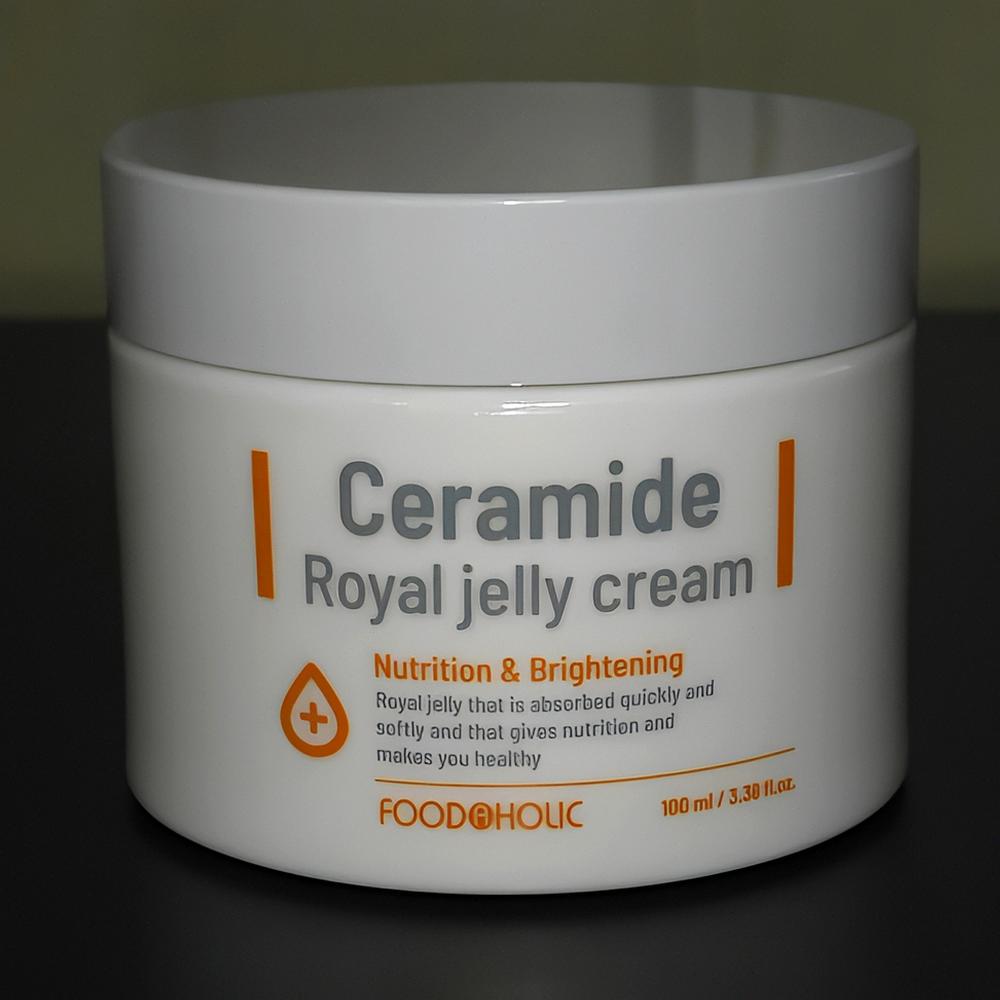 Ceramide
Royal jelly cream
Nutrition & Brightening
Royal jelly that is absorbed quickly and
softly and that gives nutrition and
makes you healthy
FOODAHOLIC
100 ml / 3.38 fl.oz.